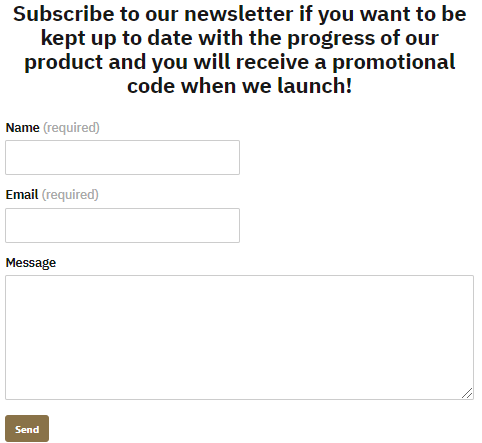 Subscribe to our newsletter if you want to be
kept up to date with the progress of our
product and you will receive a promotional
code when we launch!
Name (required)
Email (required)
Message
Send